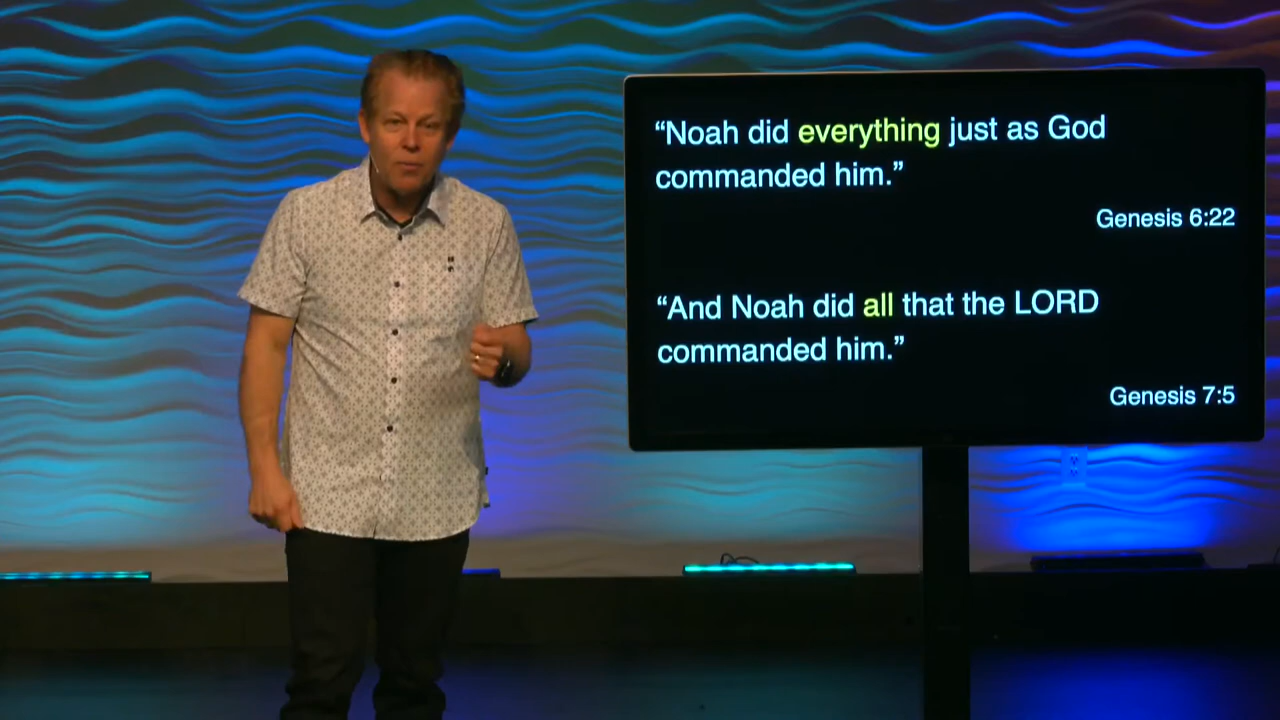 “Noah did everything just as God
commanded him.”
Genesis 6:22
“And Noah did all that the LORD
commanded him.”
Genesis 7:5